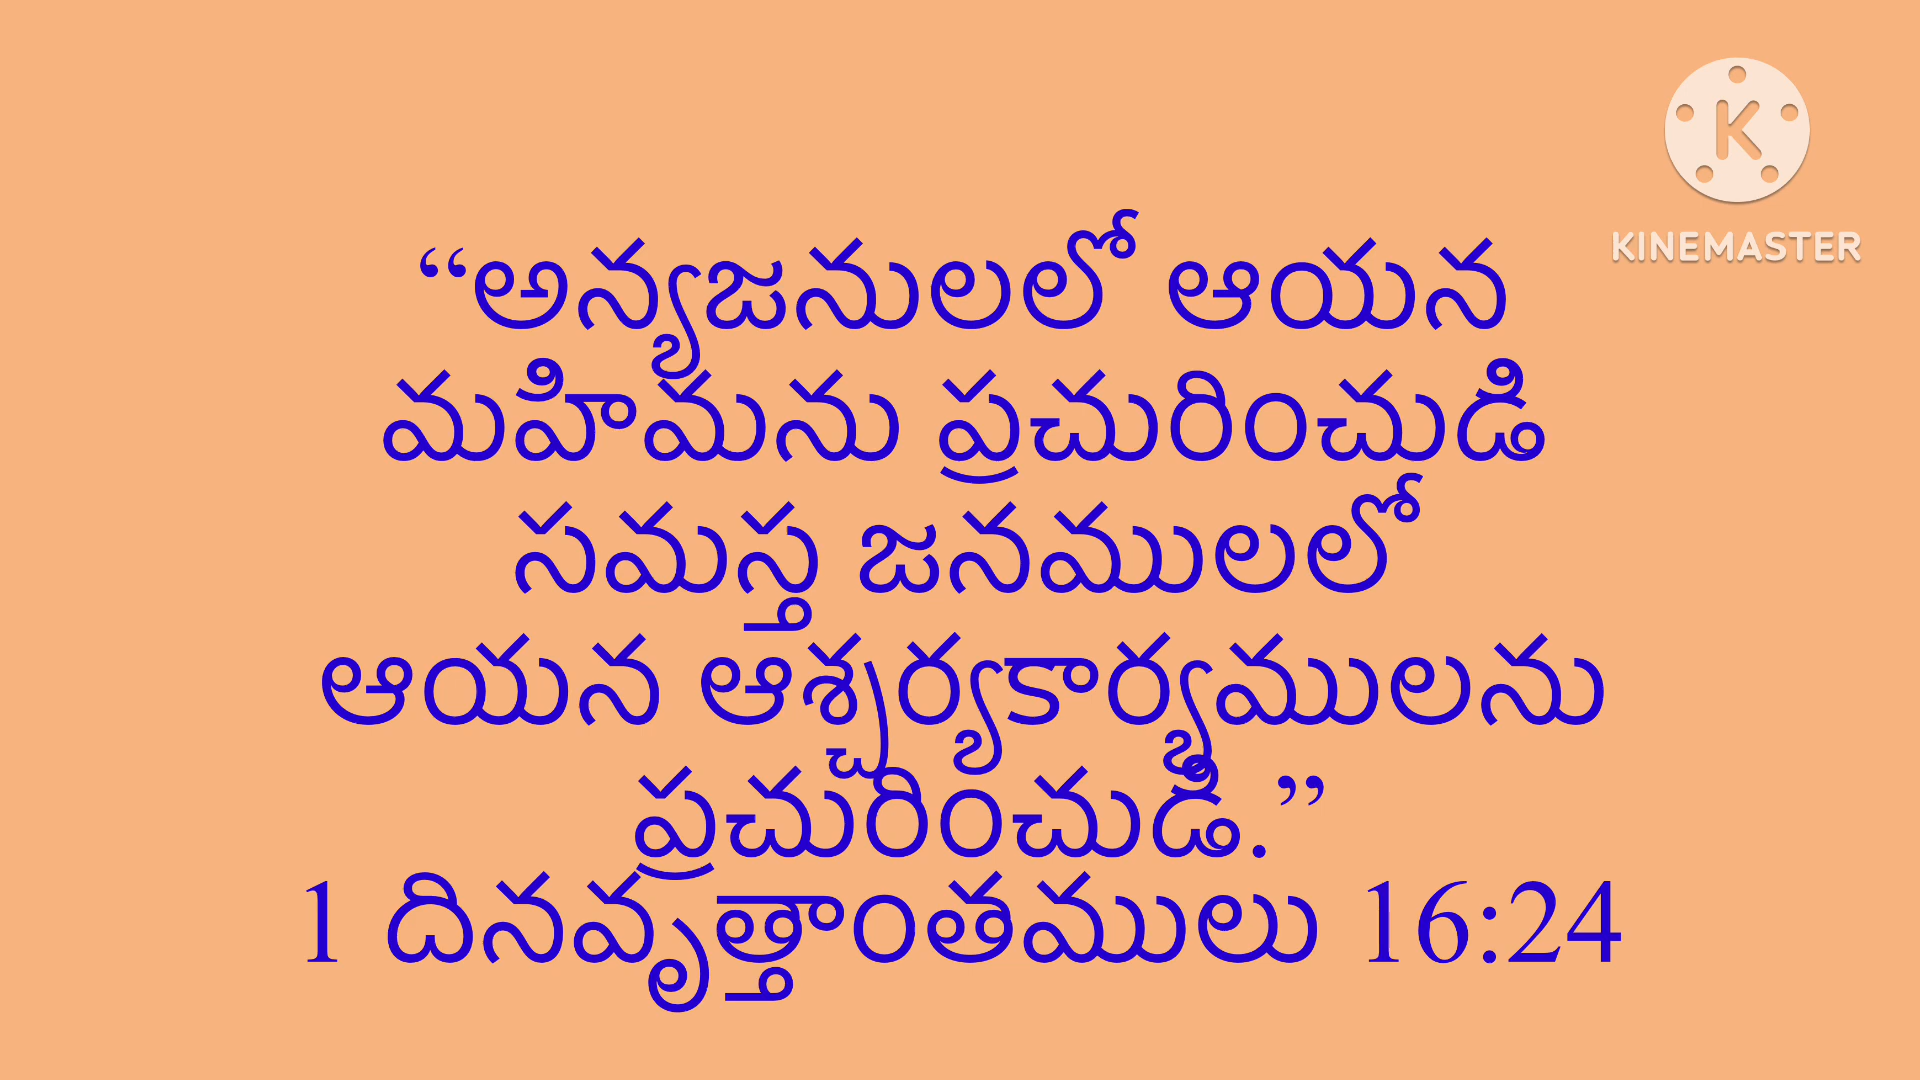 “అన్యజనులలో ఆయన
మహిమను ప్రచురించుడి
సమస్త జనములలో
ఆయన ఆశ్చర్యకార్యములను
ప్రచురించుడి.”
1 దినవృత్తాంతములు 16:24
K
KINEMASTER